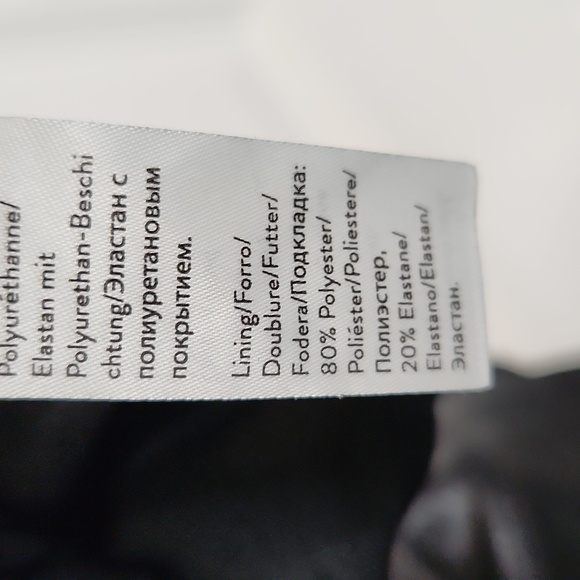 Polyuréthanne/
Elastan mit
Polyurethan-Beschi
chtung/Эластан с
полиуретановым
покрытием.
Lining/Forro/
Doublure/Futter/
Fodera/Подкладка:
80% Polyester/
Poliéster/Poliestere/
Полиэстер,
20% Elastane/
Elastano/Elastan/
Эластан.